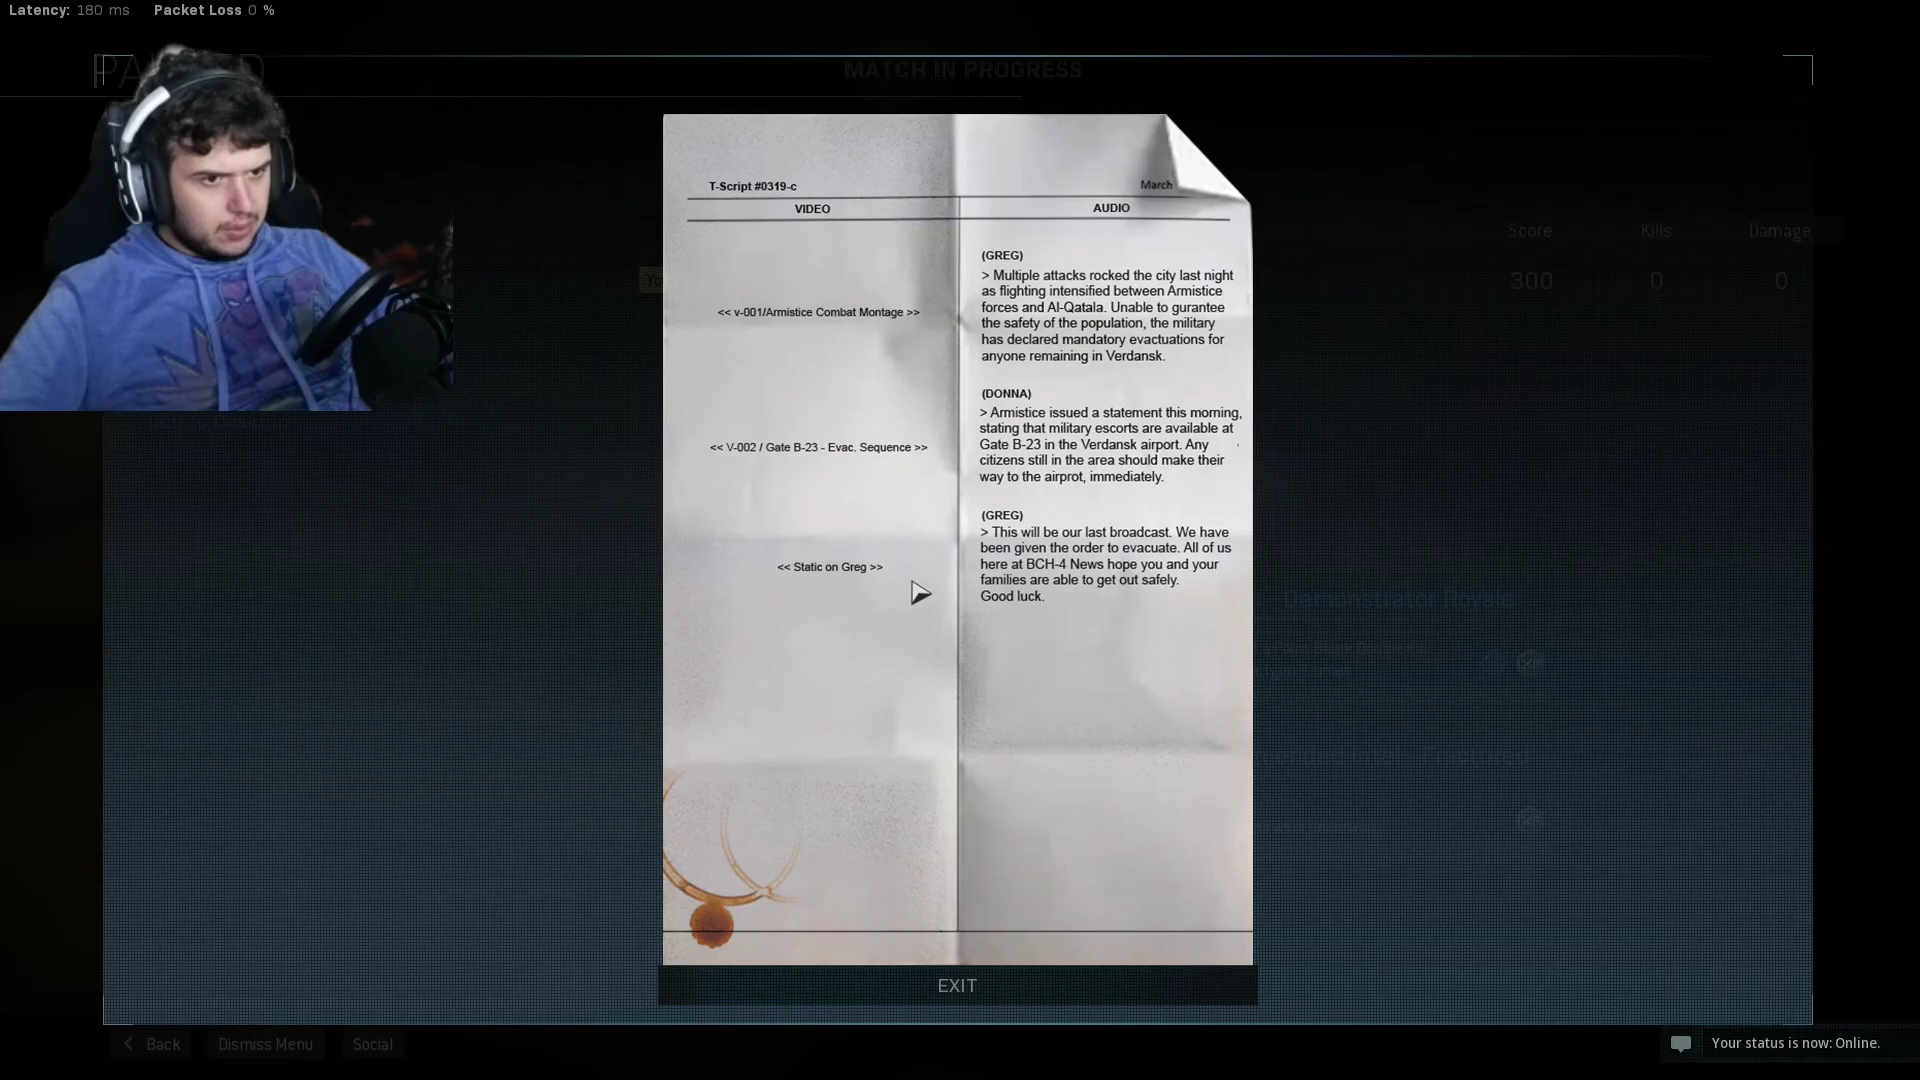 Latency: 180 ms Packet Loss 0 %
MATCH IN PROGRESS
T-Script #0319-c March
VIDEO AUDIO
(GREG)
> Multiple attacks rocked the city last night
as flighting intensified between Armistice
forces and Al-Qatala. Unable to gurantee
<< v-001/Armistice Combat Montage >>
the safety of the population, the military
has declared mandatory evactuations for
anyone remaining in Verdansk.
(DONNA)
> Armistice issued a statement this morning,
stating that military escorts are available at
<< V-002 / Gate B-23 - Evac. Sequence >>
Gate B-23 in the Verdansk airport. Any
citizens still in the area should make their
way to the airprot, immediately.
(GREG)
> This will be our last broadcast. We have
been given the order to evacuate. All of us
<< Static on Greg >>
here at BCH-4 News hope you and your
families are able to get out safely.
Good luck.
Score Kills Damage
300 0 0
- Demonstrator Royale
Intel - Fractured
EXIT
Back Dismiss Menu Social
Your status is now: Online.